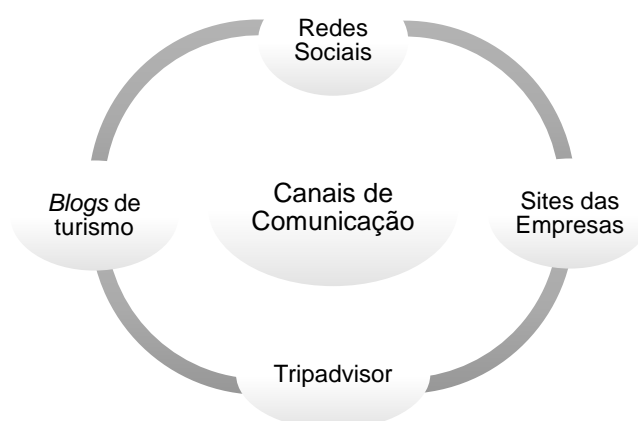 Redes
Sociais
Blogs de
turismo
Canais de
Comunicação
Sites das
Empresas
Tripadvisor